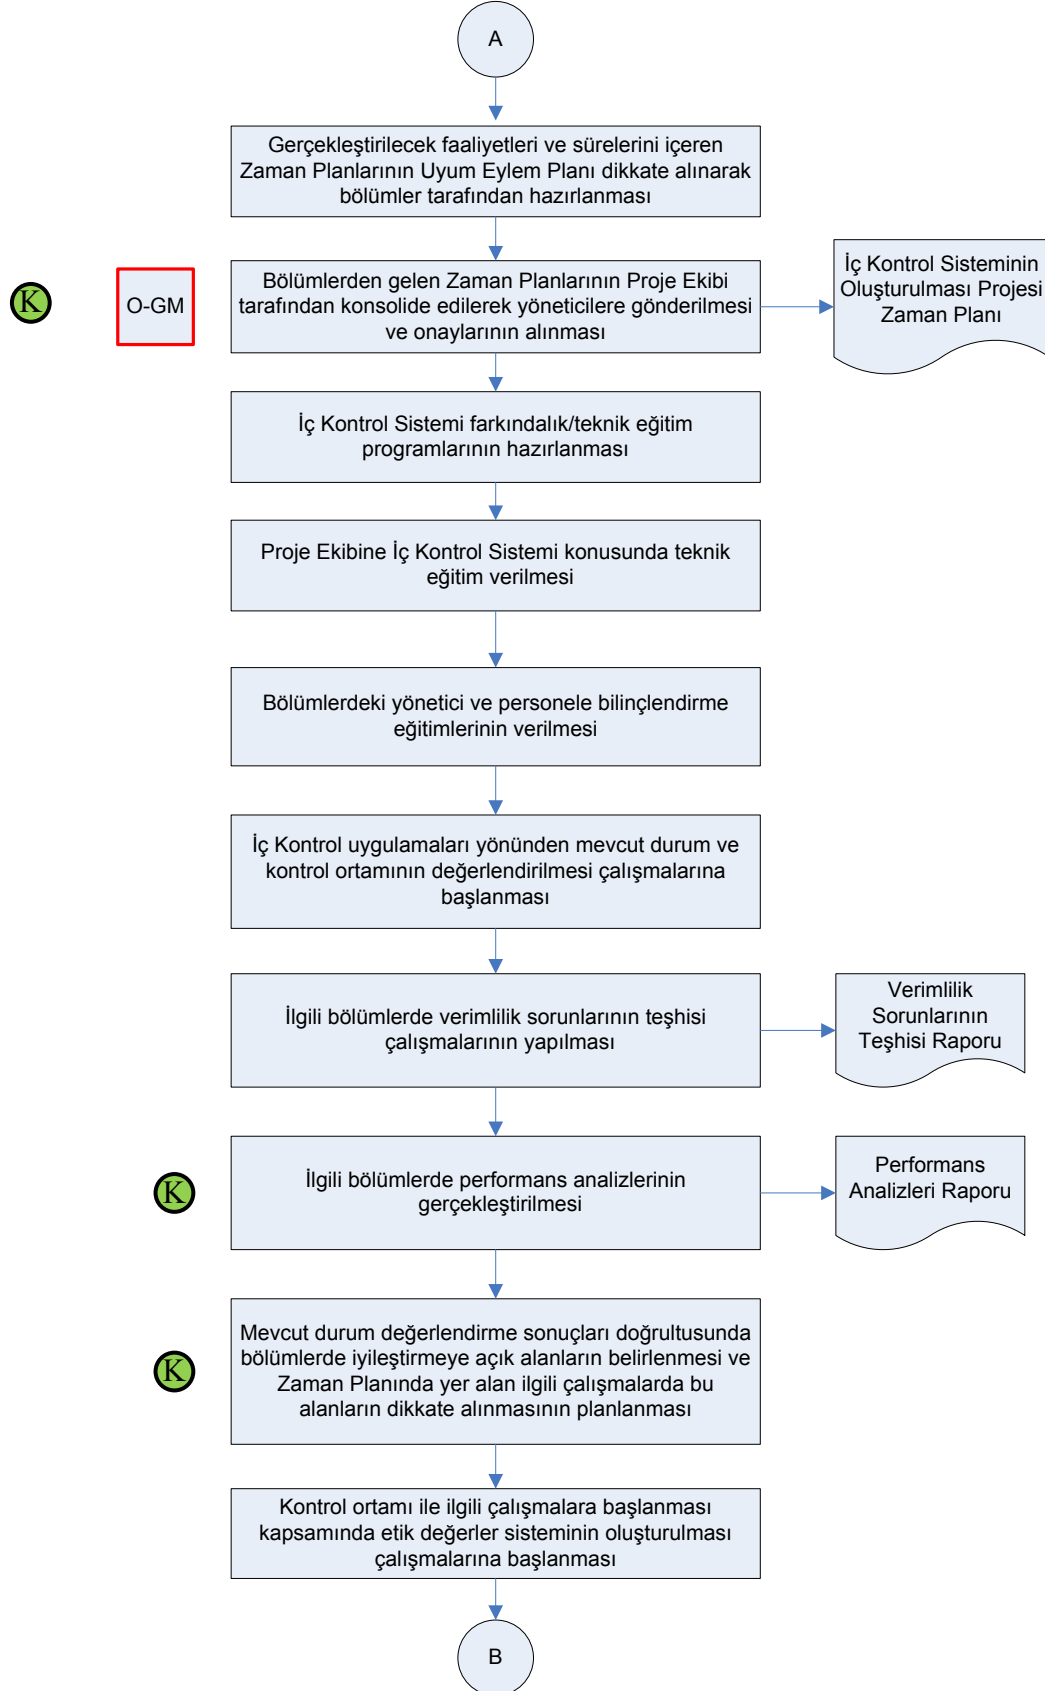 A
Gerçekleştirilecek faaliyetleri ve sürelerini içeren
Zaman Planlarının Uyum Eylem Planı dikkate alınarak
bölümler tarafından hazırlanması
K
O-GM
Bölümlerden gelen Zaman Planlarının Proje Ekibi
tarafından konsolide edilerek yöneticilere gönderilmesi
ve onaylarının alınması
İç Kontrol Sisteminin
Oluşturulması Projesi
Zaman Planı
İç Kontrol Sistemi farkındalık/teknik eğitim
programlarının hazırlanması
Proje Ekibine İç Kontrol Sistemi konusunda teknik
eğitim verilmesi
Bölümlerdeki yönetici ve personele bilinçlendirme
eğitimlerinin verilmesi
İç Kontrol uygulamaları yönünden mevcut durum ve
kontrol ortamının değerlendirilmesi çalışmalarına
başlanması
İlgili bölümlerde verimlilik sorunlarının teşhisi
çalışmalarının yapılması
Verimlilik
Sorunlarının
Teşhisi Raporu
K
İlgili bölümlerde performans analizlerinin
gerçekleştirilmesi
Performans
Analizleri Raporu
K
Mevcut durum değerlendirme sonuçları doğrultusunda
bölümlerde iyileştirmeye açık alanların belirlenmesi ve
Zaman Planında yer alan ilgili çalışmalarda bu
alanların dikkate alınmasının planlanması
Kontrol ortamı ile ilgili çalışmalara başlanması
kapsamında etik değerler sisteminin oluşturulması
çalışmalarına başlanması
B